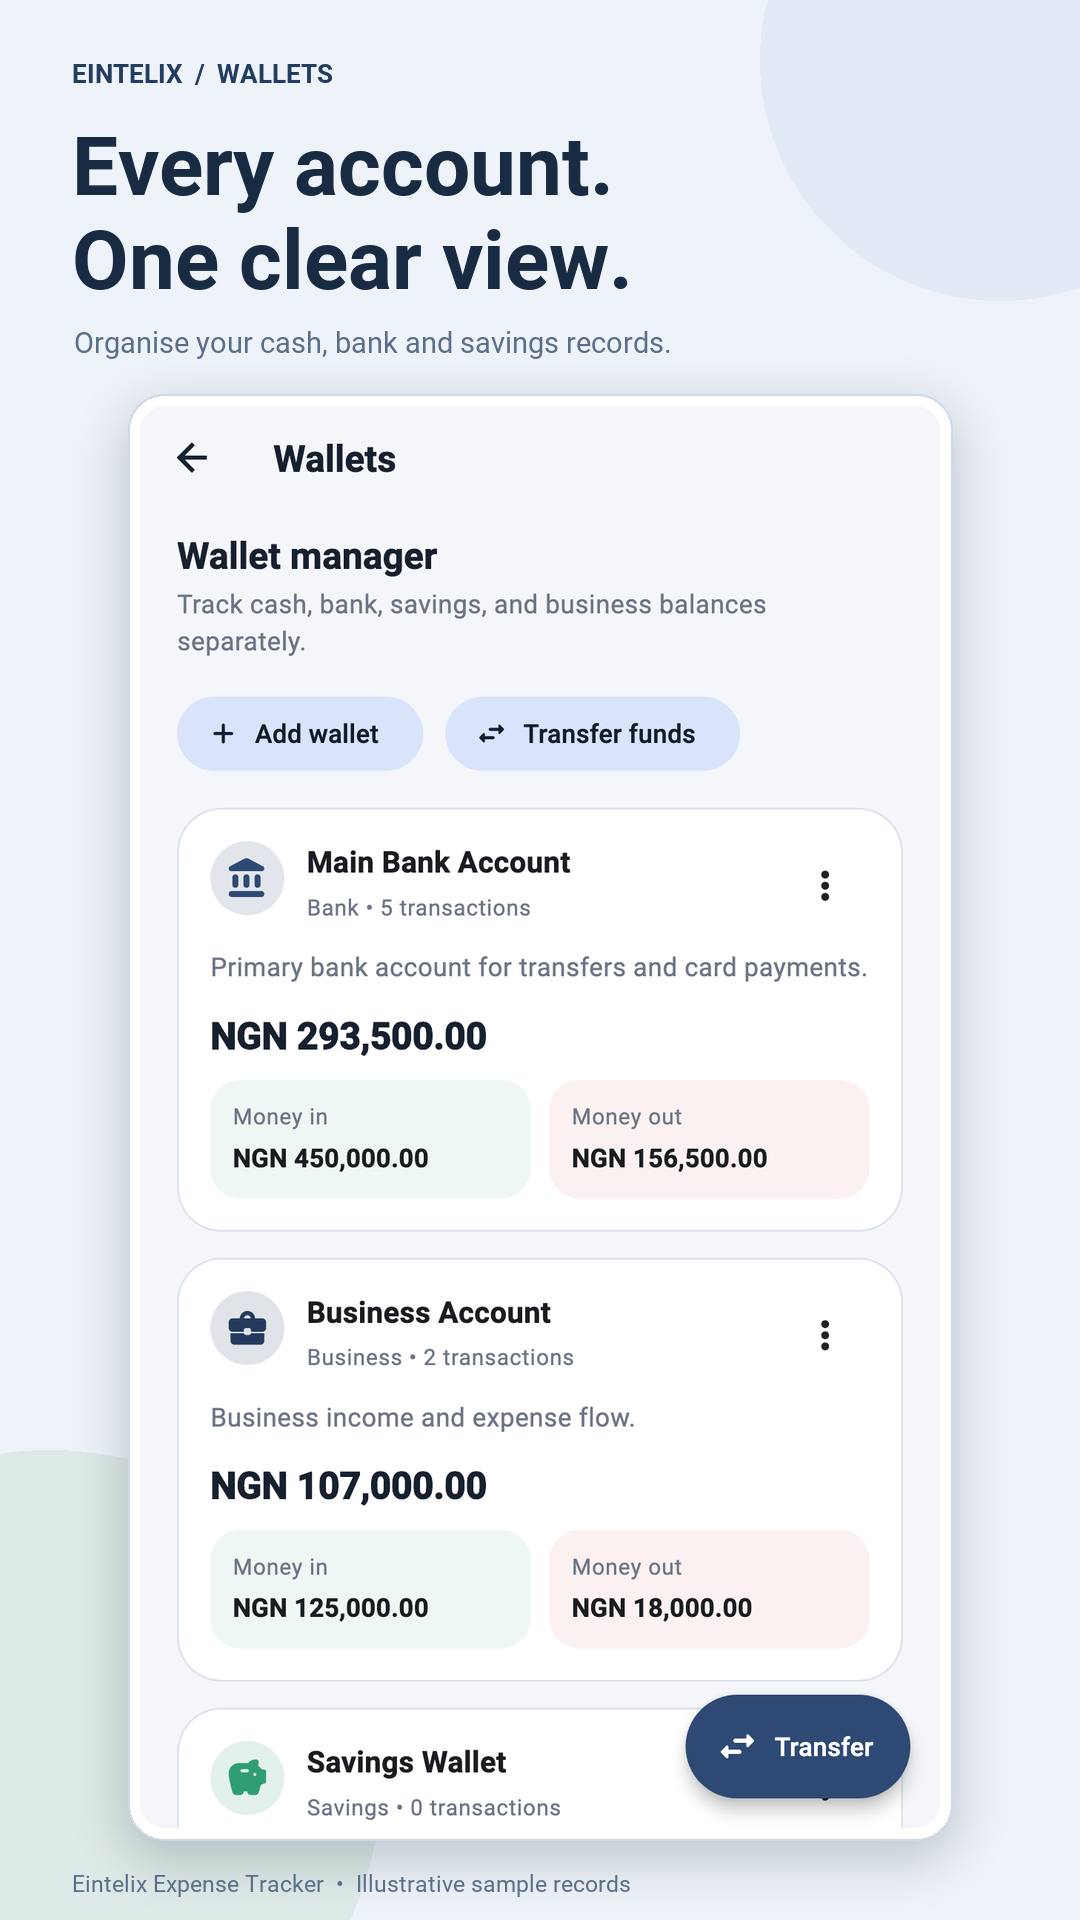 EINTELIX / WALLETS
Every account.
One clear view.
Organise your cash, bank and savings records.
Wallets
Wallet manager
Track cash, bank, savings, and business balances
separately.
Add wallet
Transfer funds
Main Bank Account
Bank • 5 transactions
Primary bank account for transfers and card payments.
NGN 293,500.00
Money in
NGN 450,000.00
Money out
NGN 156,500.00
Business Account
Business • 2 transactions
Business income and expense flow.
NGN 107,000.00
Money in
NGN 125,000.00
Money out
NGN 18,000.00
Savings Wallet
Savings • 0 transactions
Transfer
Eintelix Expense Tracker • Illustrative sample records